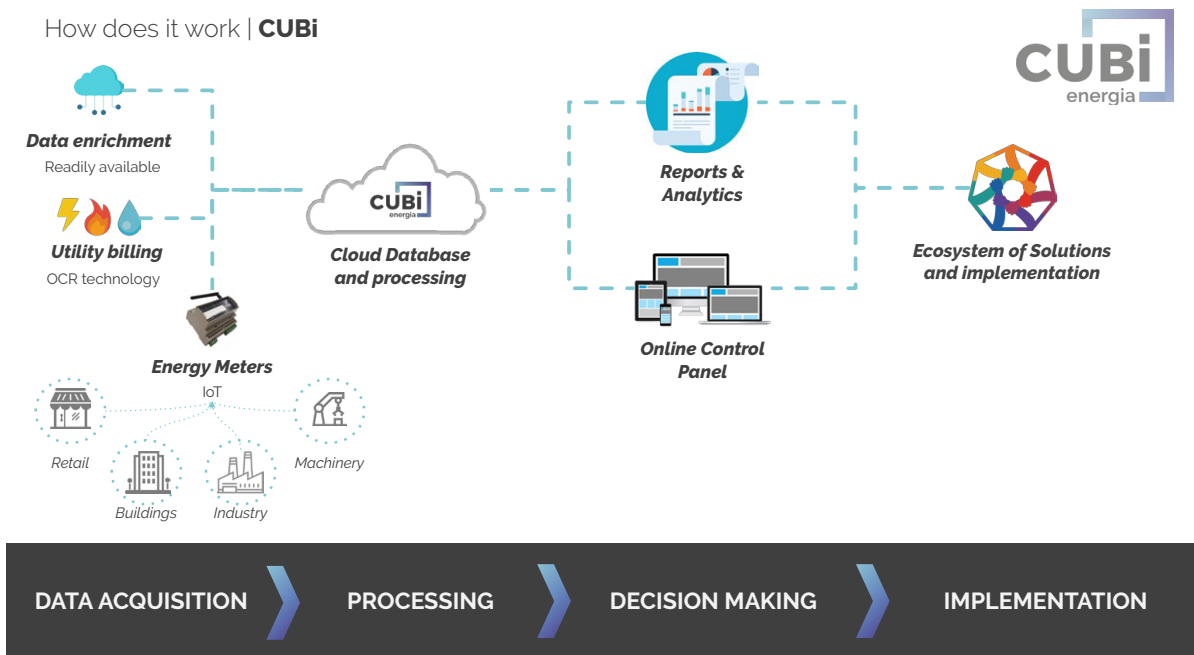 How does it work | CUBi
CUBi
energia
Data enrichment
Readily available
Utility billing
OCR technology
Energy Meters
IoT
Retail
Buildings
Industry
Machinery
CUBi
energia
Cloud Database
and processing
Reports &
Analytics
Online Control
Panel
Ecosystem of Solutions
and implementation
DATA ACQUISITION
PROCESSING
DECISION MAKING
IMPLEMENTATION